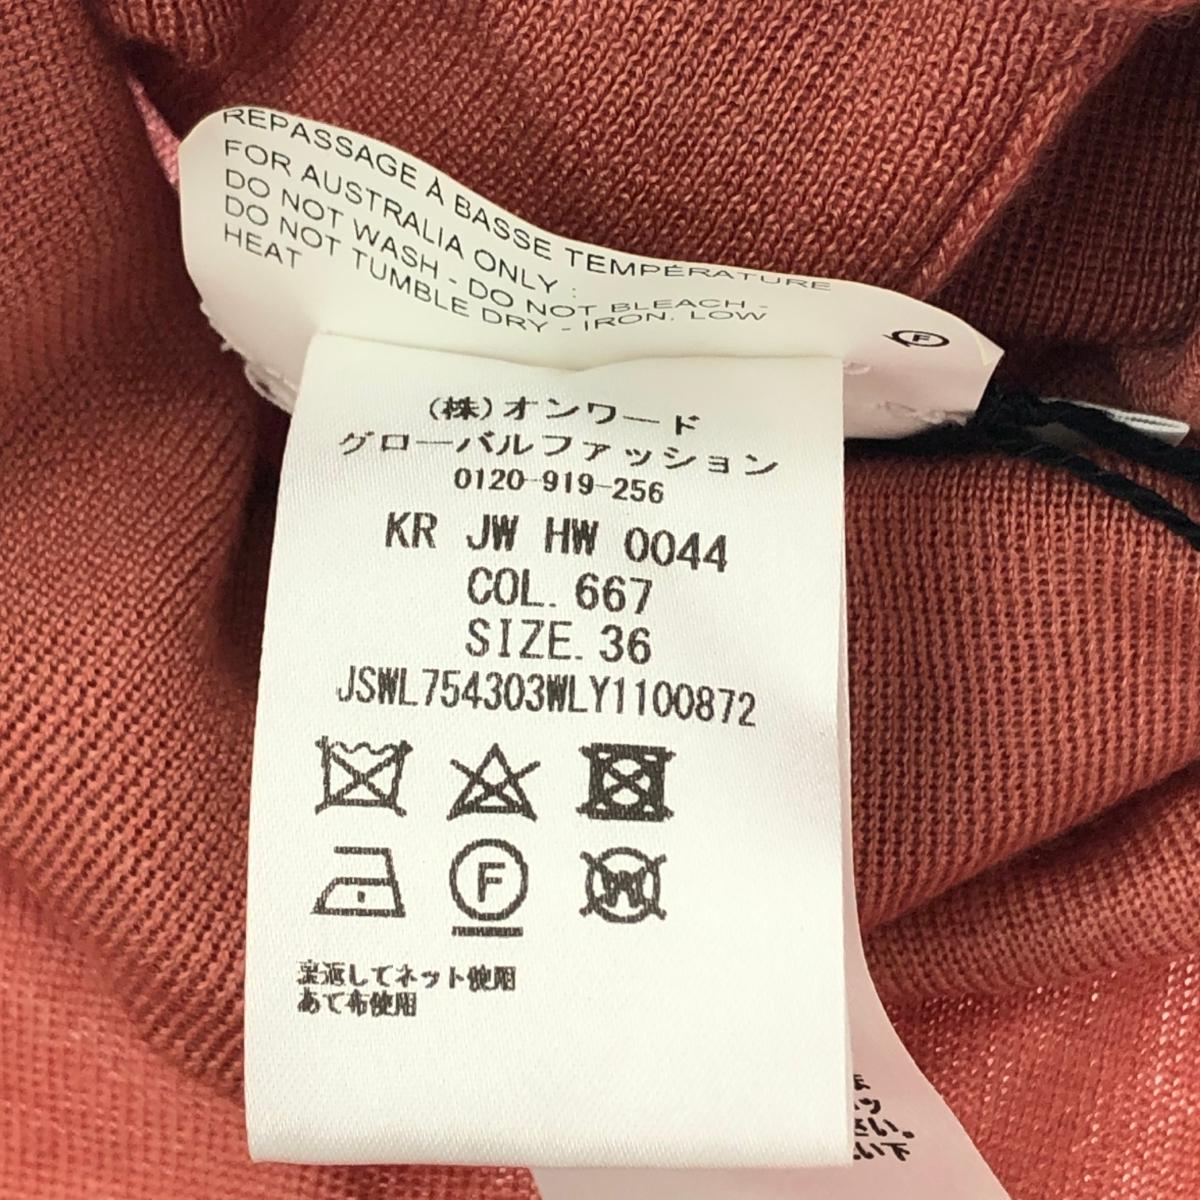 REPASSAGE À BASSE TEMPÉRATURE
FOR AUSTRALIA ONLY :
DO NOT WASH - DO NOT BLEACH -
DO NOT TUMBLE DRY - IRON, LOW
HEAT
F
(株)オンワード
グローバルファッション
0120-919-256
KR JW HW 0044
COL. 667
SIZE. 36
JSWL754303WLY1100872
F
W
裏返してネット使用
あて布使用